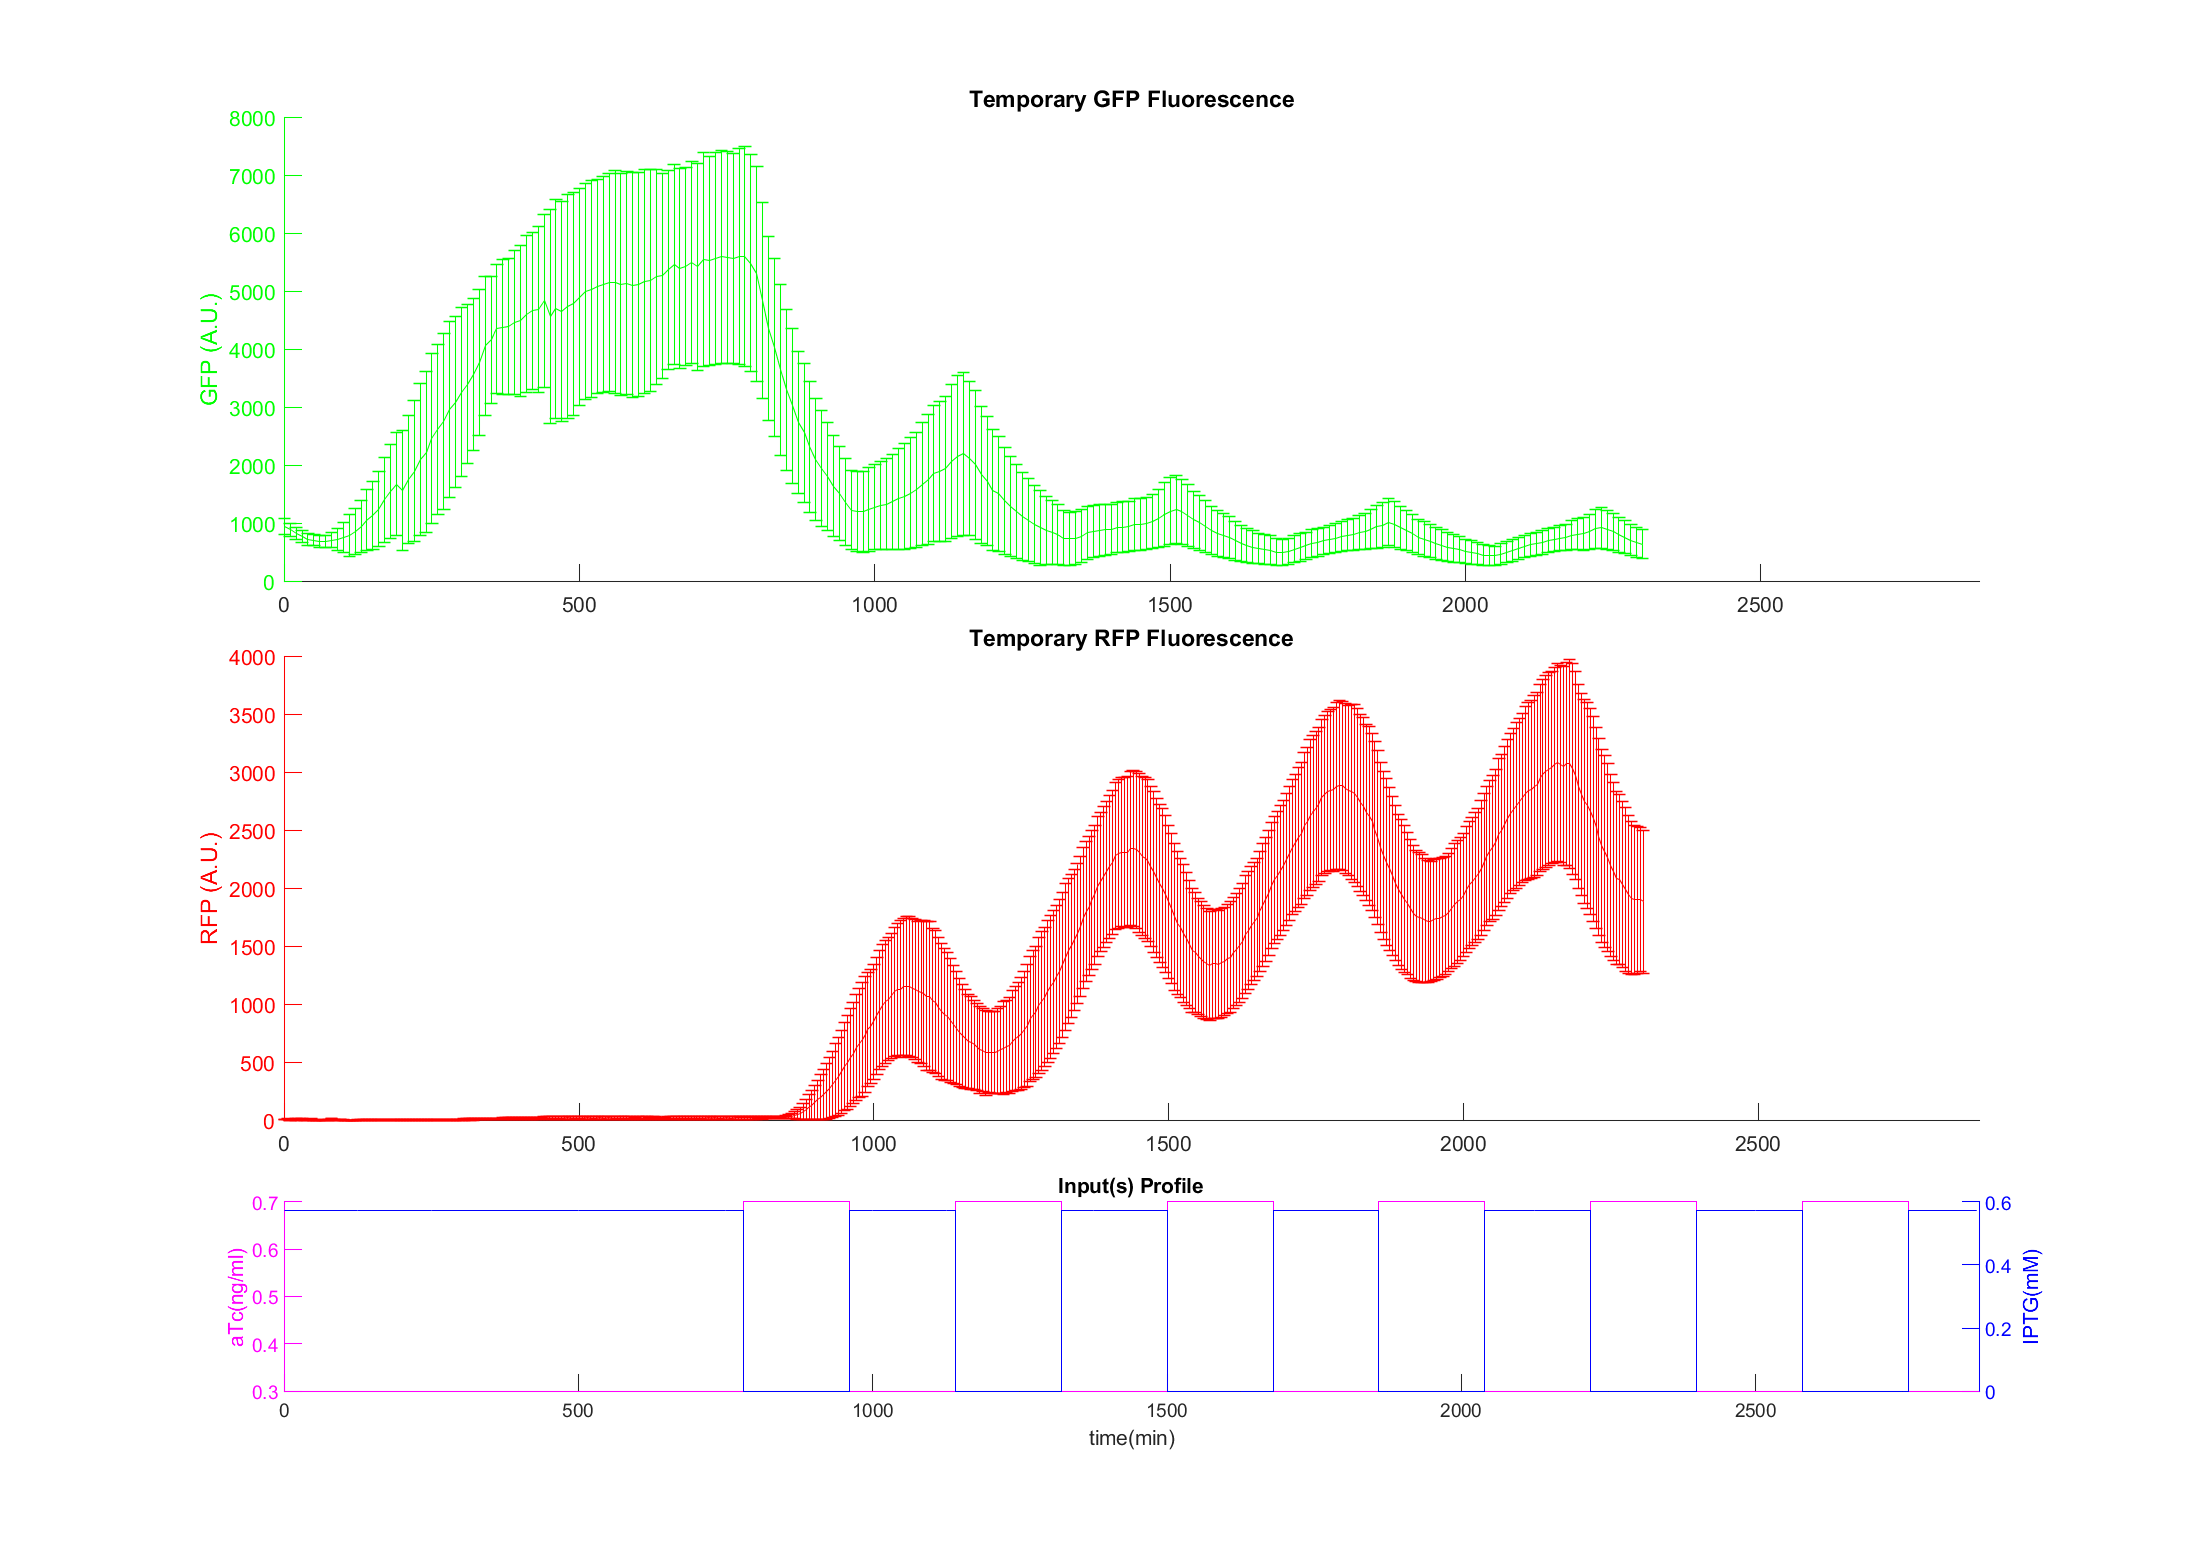 Temporary GFP Fluorescence
8000
7000
6000
5000
4000
3000
2000
1000
0
GFP (A.U.)
0 500 1000 1500 2000 2500
Temporary RFP Fluorescence
4000
3500
3000
2500
2000
1500
1000
500
0
RFP (A.U.)
0 500 1000 1500 2000 2500
Input(s) Profile
0.7
0.6
0.5
0.4
0.3
aTc(ng/ml)
0.6
0.4
0.2
0
IPTG(mM)
0 500 1000 1500 2000 2500
time(min)